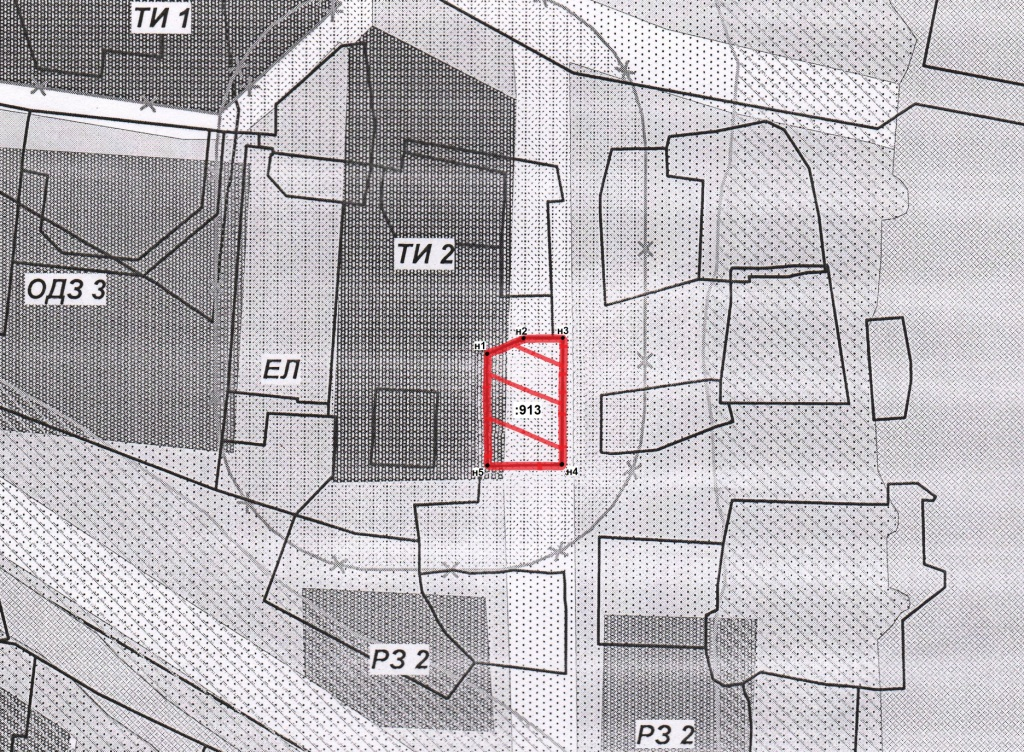 ТИ 1
ТИ 2
ОДЗ 3
н2
н3
н1
ЕЛ
:913
н5
н4
РЗ 2
РЗ 2